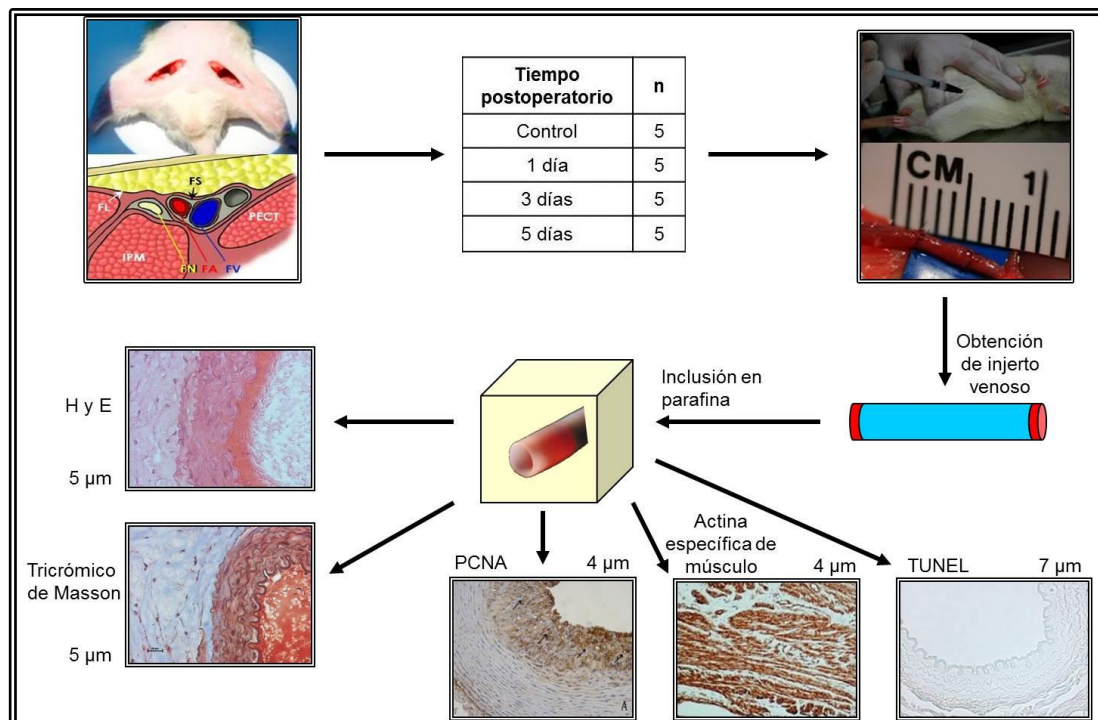 FS
FL
PECT
IPM
FN FA FV
Tiempo postoperatorio n
Control 5
1 día 5
3 días 5
5 días 5
CM 1
Obtención
de injerto
venoso
Inclusión en
parafina
H y E
5 µm
Tricrómico
de Masson
5 µm
PCNA 4 µm
A
Actina
específica de
músculo
4 µm
TUNEL 7 µm